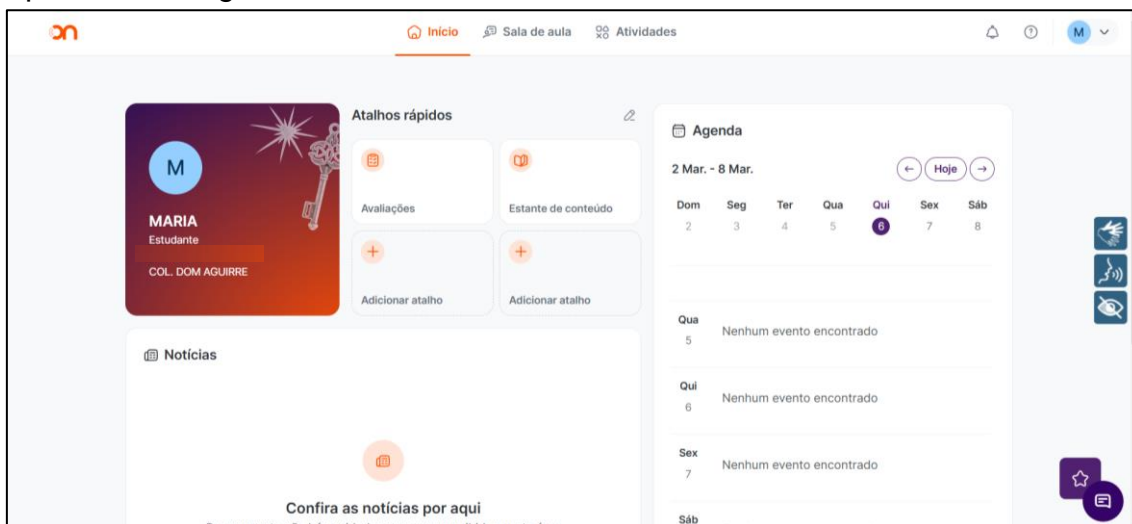 Início
Sala de aula
Atividades
M
M
MARIA
Estudante
COL. DOM AGUIRRE
Atalhos rápidos
Avaliações
Estante de conteúdo
Adicionar atalho
Adicionar atalho
Notícias
Confira as notícias por aqui
Agenda
2 Mar. - 8 Mar.
Hoje
Dom Seg Ter Qua Qui Sex Sáb
2 3 4 5 6 7 8
Qua
5
Nenhum evento encontrado
Qui
6
Nenhum evento encontrado
Sex
7
Nenhum evento encontrado
Sáb